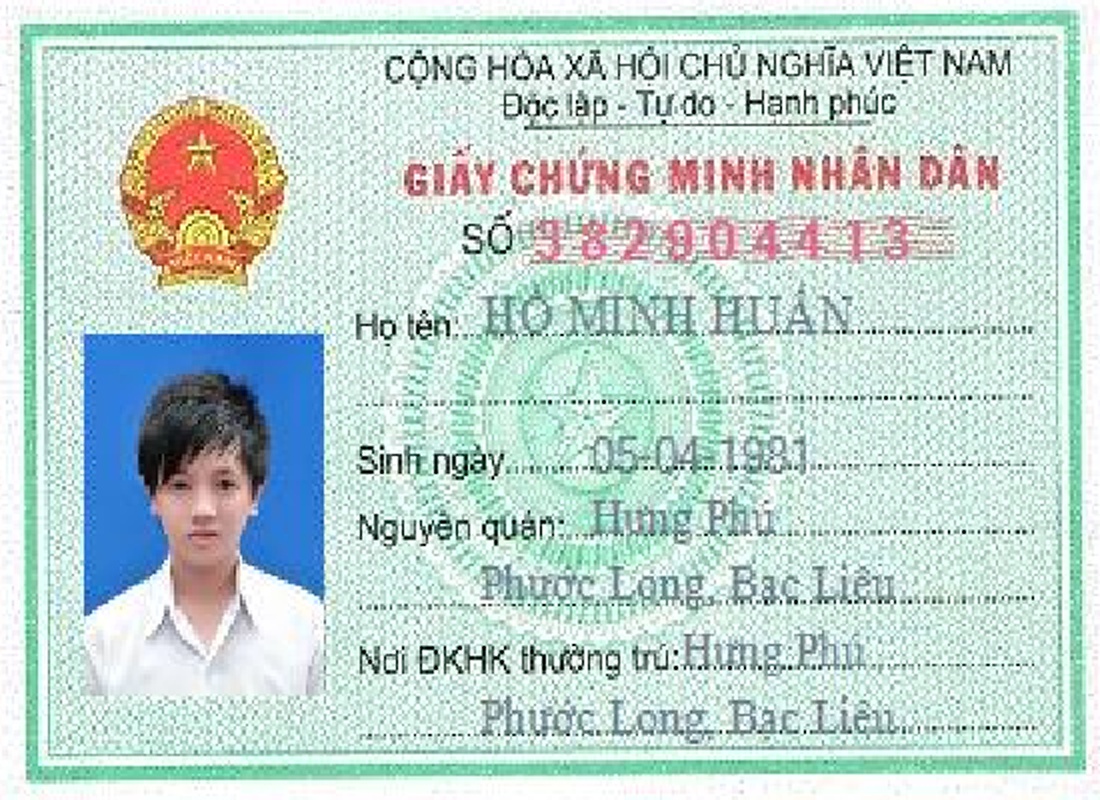 CỘNG HÒA XÃ HỘI CHỦ NGHĨA VIỆT NAM
Độc lập - Tự do - Hạnh phúc
GIẤY CHỨNG MINH NHÂN DÂN
SỐ 382904413
Họ tên: HỒ MINH HUẤN
Sinh ngày 05-04-1981
Nguyên quán: Hưng Phú
Phước Long, Bạc Liêu
Nơi ĐKHK thường trú: Hưng Phú
Phước Long, Bạc Liêu